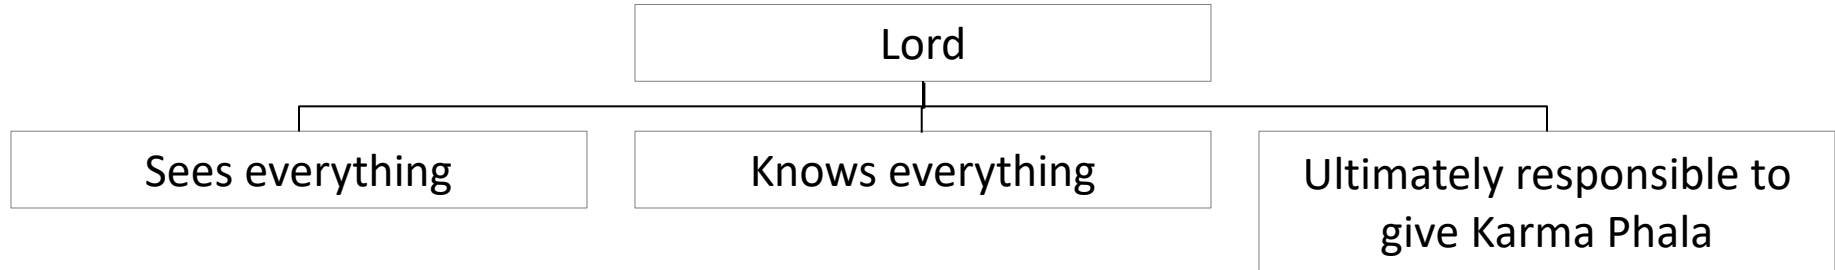 Lord
Sees everything
Knows everything
Ultimately responsible to
give Karma Phala